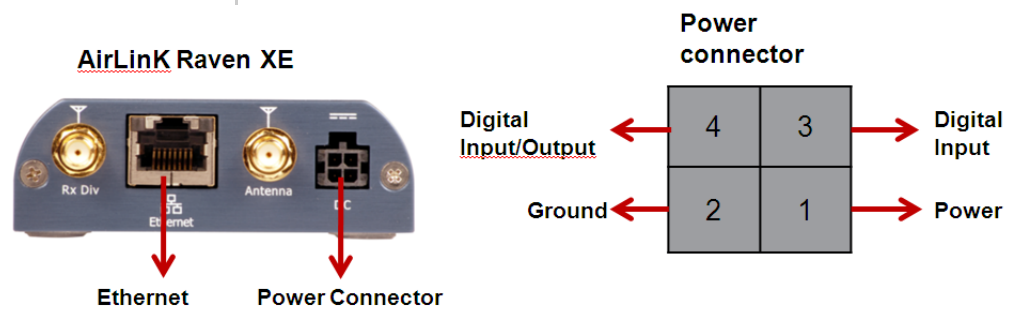 AirLinK Raven XE
Rx Div
Ethernet
Antenna
DC
Ethernet
Power Connector
Power
connector
Digital
Input/Output
4
3
Digital
Input
Ground
2
1
Power